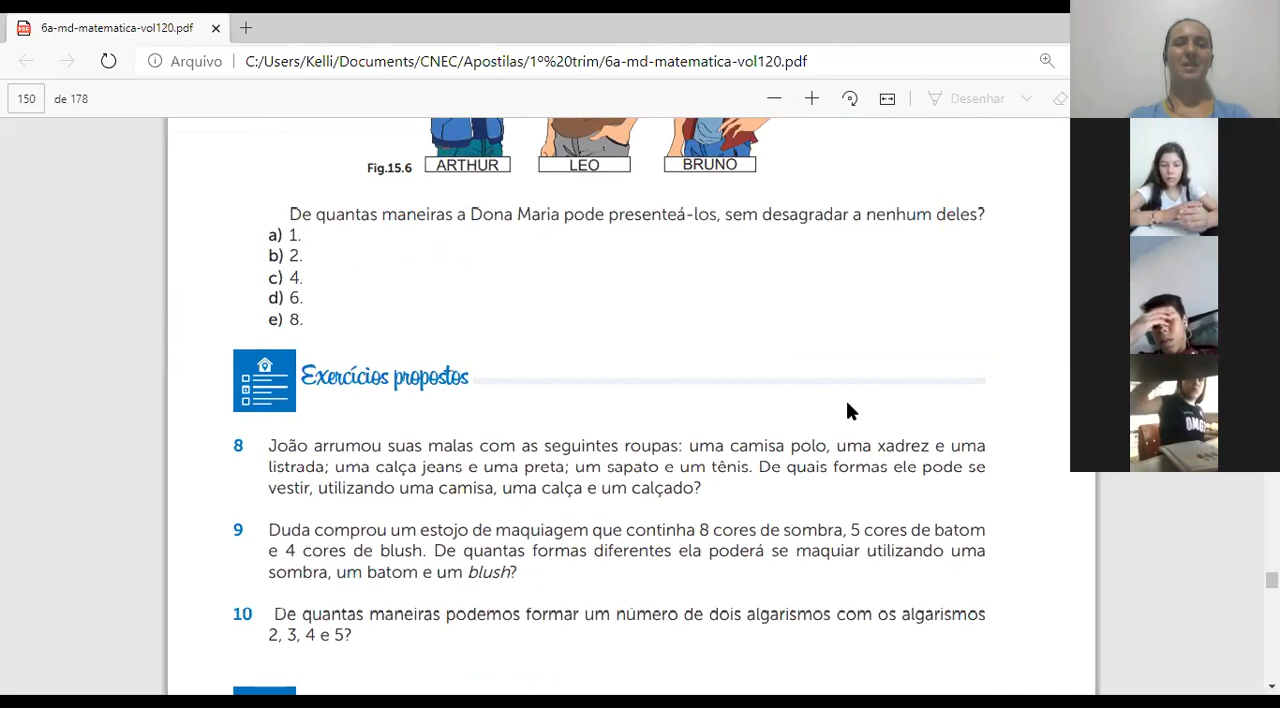 6a-md-matematica-vol120.pdf
Arquivo C:/Users/Kelli/Documents/CNEC/Apostilas/1º%20trim/6a-md-matematica-vol120.pdf
150 de 178 Desenhar
Fig.15.6 ARTHUR LEO BRUNO
De quantas maneiras a Dona Maria pode presenteá-los, sem desagradar a nenhum deles?
a) 1.
b) 2.
c) 4.
d) 6.
e) 8.
Exercícios propostos
8 João arrumou suas malas com as seguintes roupas: uma camisa polo, uma xadrez e uma
listrada; uma calça jeans e uma preta; um sapato e um tênis. De quais formas ele pode se
vestir, utilizando uma camisa, uma calça e um calçado?
9 Duda comprou um estojo de maquiagem que continha 8 cores de sombra, 5 cores de batom
e 4 cores de blush. De quantas formas diferentes ela poderá se maquiar utilizando uma
sombra, um batom e um blush?
10 De quantas maneiras podemos formar um número de dois algarismos com os algarismos
2, 3, 4 e 5?